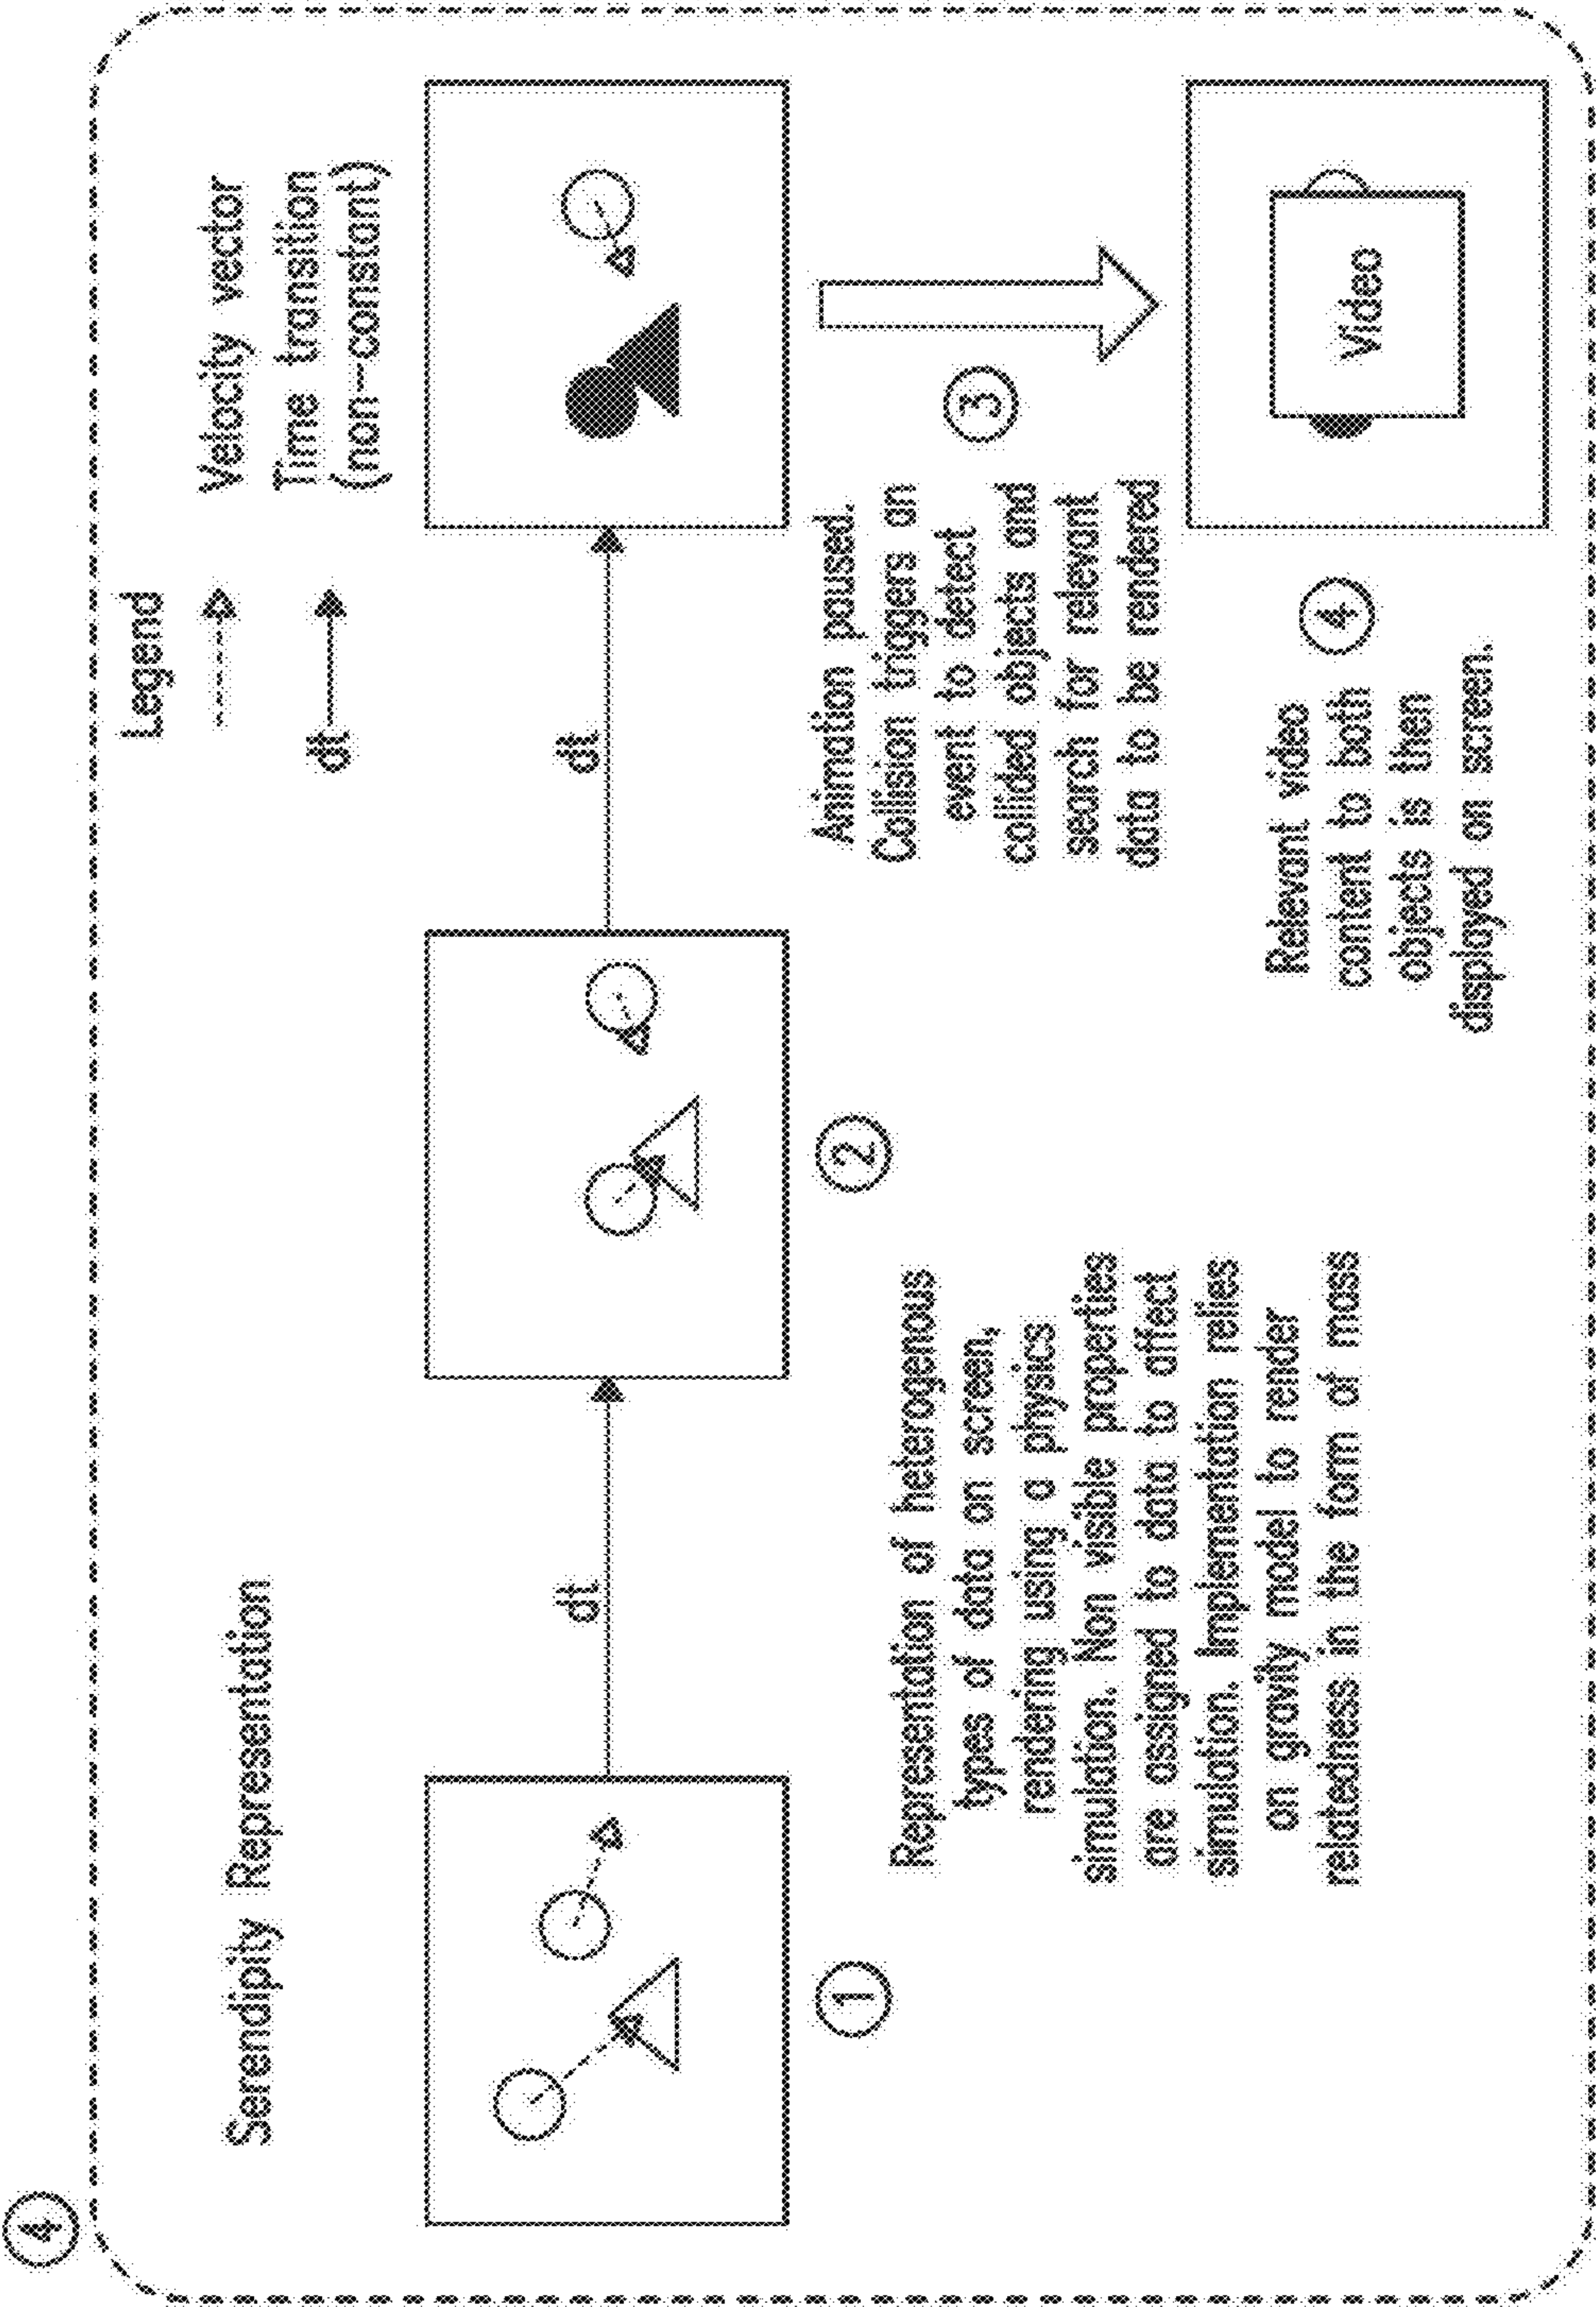 ④
Serendipity Representation
Legend
Velocity vector
dt
Time transition
(non-constant)
dt
dt
①
②
Representation of heterogenous
types of data on screen,
rendering using a physics
simulation. Non visible properties
are assigned to data to affect
simulation. Implementation relies
on gravity model to render
relatedness in the form of mass
Animation paused.
Collision triggers an
event to detect
collided objects and
search for relevant
data to be rendered
③
Relevant video
content to both
objects is then
displayed on screen.
④
Video